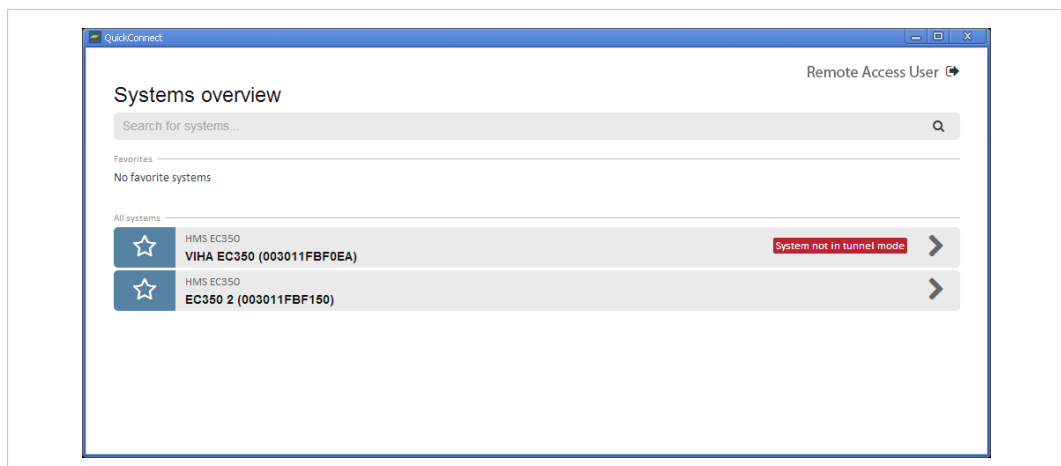 QuickConnect
Remote Access User
Systems overview
Search for systems...
Favorites
No favorite systems
All systems
HMS EC350
VIHA EC350 (003011FBF0EA)
System not in tunnel mode
HMS EC350
EC350 2 (003011FBF150)